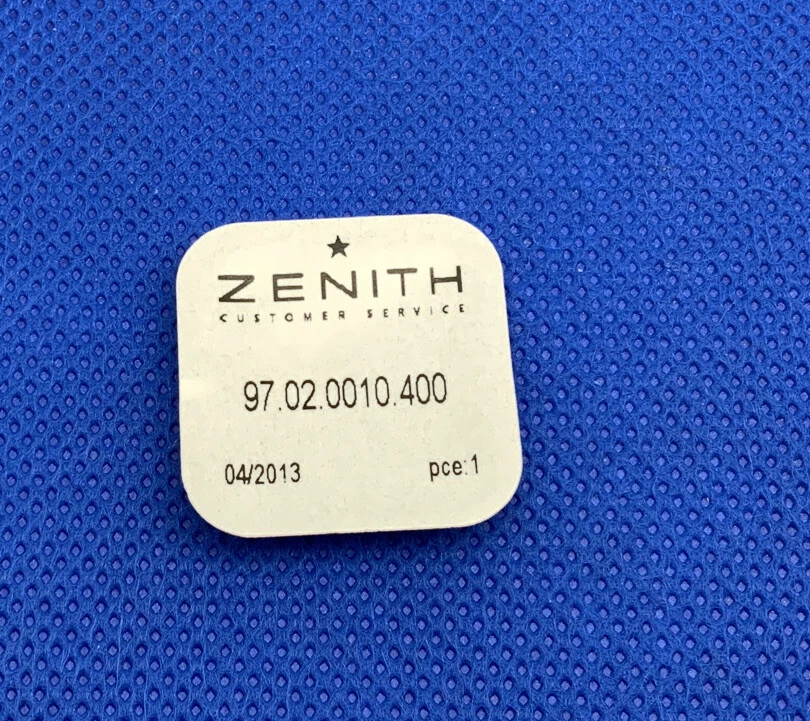 ZENITH
CUSTOMER SERVICE
97.02.0010.400
04/2013 pce:1